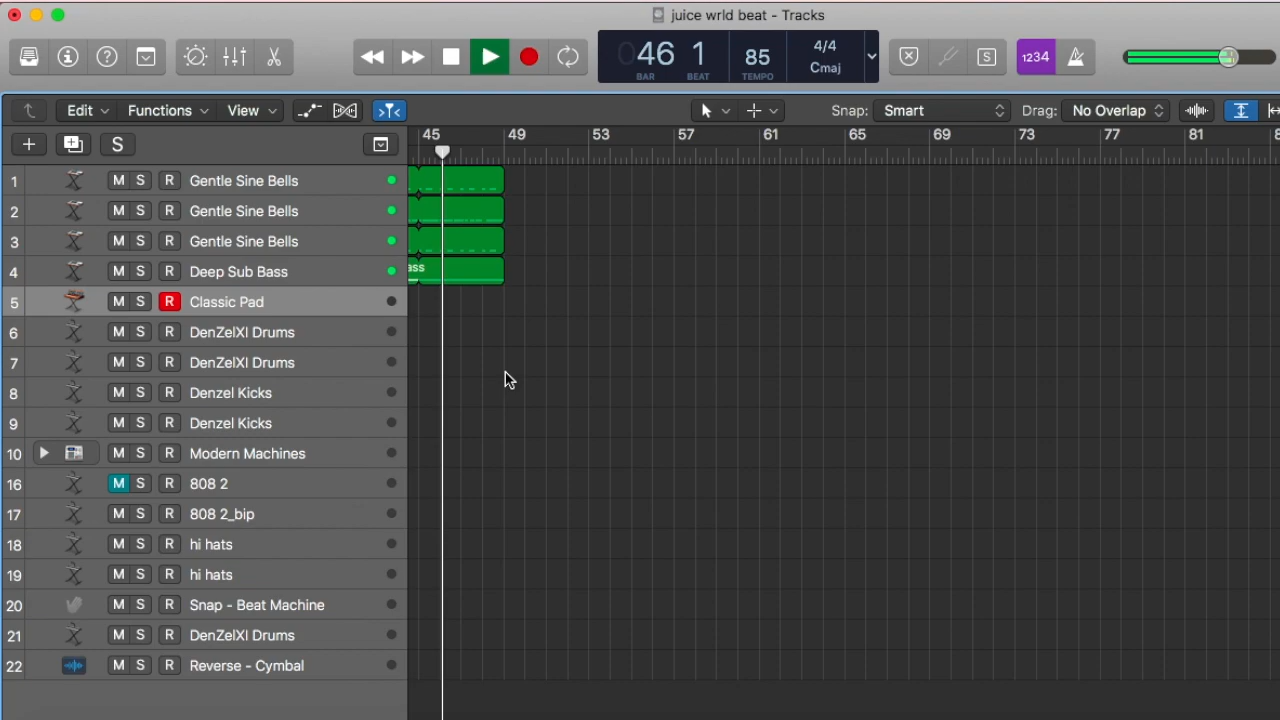 juice wrld beat - Tracks
46 1 85 4/4 Cmaj
BAR BEAT TEMPO
S 1234
Edit Functions View Snap: Smart Drag: No Overlap
S 45 49 53 57 61 65 69 73 77 81
1 M S R Gentle Sine Bells
2 M S R Gentle Sine Bells
3 M S R Gentle Sine Bells
4 M S R Deep Sub Bass ass
5 M S R Classic Pad
6 M S R DenZelXl Drums
7 M S R DenZelXl Drums
8 M S R Denzel Kicks
9 M S R Denzel Kicks
10 M S R Modern Machines
16 M S R 808 2
17 M S R 808 2_bip
18 M S R hi hats
19 M S R hi hats
20 M S R Snap - Beat Machine
21 M S R DenZelXl Drums
22 M S R Reverse - Cymbal